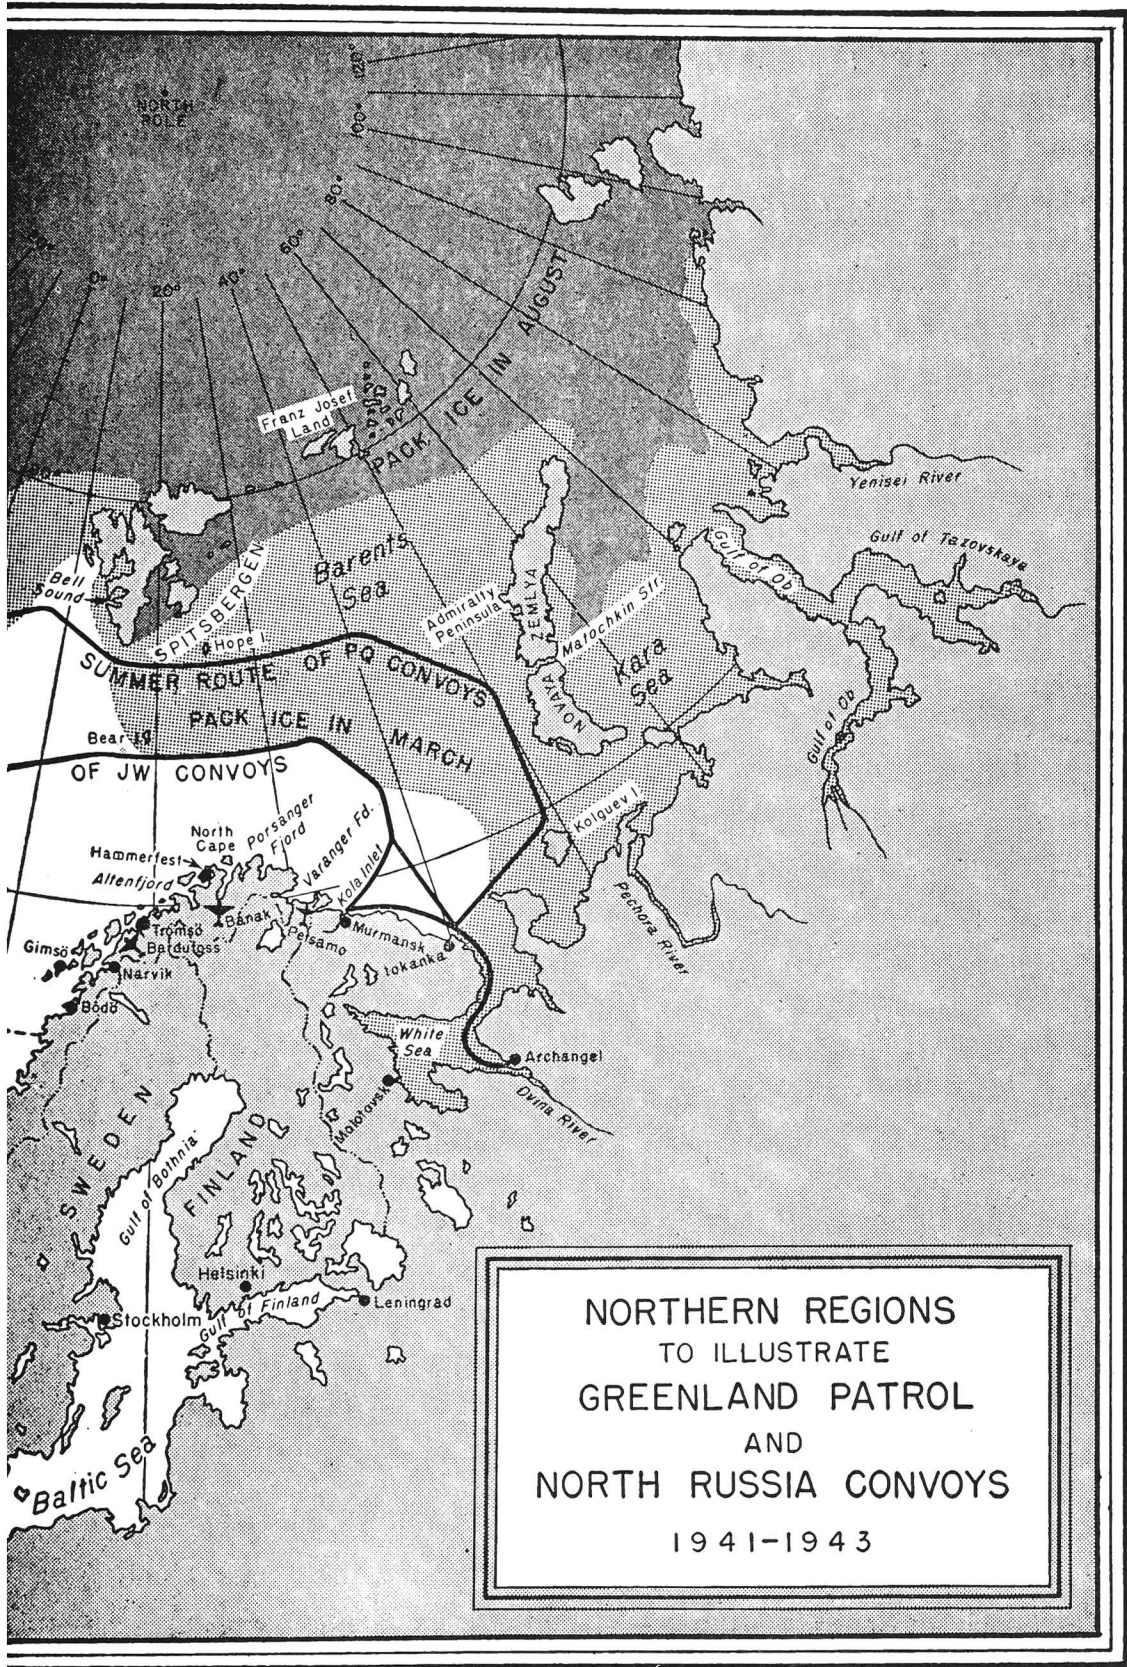 NORTH
POLE
120°
100°
80°
60°
40°
20°
0°
PACK ICE IN AUGUST
Franz Josef
Land
Yenisei River
Gulf of Tazovskaya
Gulf of Ob
Barents
Sea
Bell
Sound
SPITSBERGEN
Hope I
Admiralty
Peninsula
NOVAYA ZEMLYA
Matochkin Str.
Kara
Sea
Gulf of Ob
SUMMER ROUTE OF PQ CONVOYS
PACK ICE IN MARCH
Bear I
OF JW CONVOYS
Kolguev I
North
Cape
Porsanger
Fjord
Hammerfest
Altenfjord
Varanger Fd.
Kola Inlet
Banak
Petsamo
Murmansk
Iokanka
Pechora River
Tromsö
Bardufoss
Gimsö
Narvik
Bödö
White
Sea
Archangel
Molotovsk
Dvina River
SWEDEN
Gulf of Bothnia
FINLAND
Helsinki
Gulf of Finland
Leningrad
Stockholm
Baltic Sea
NORTHERN REGIONS
TO ILLUSTRATE
GREENLAND PATROL
AND
NORTH RUSSIA CONVOYS
1941-1943